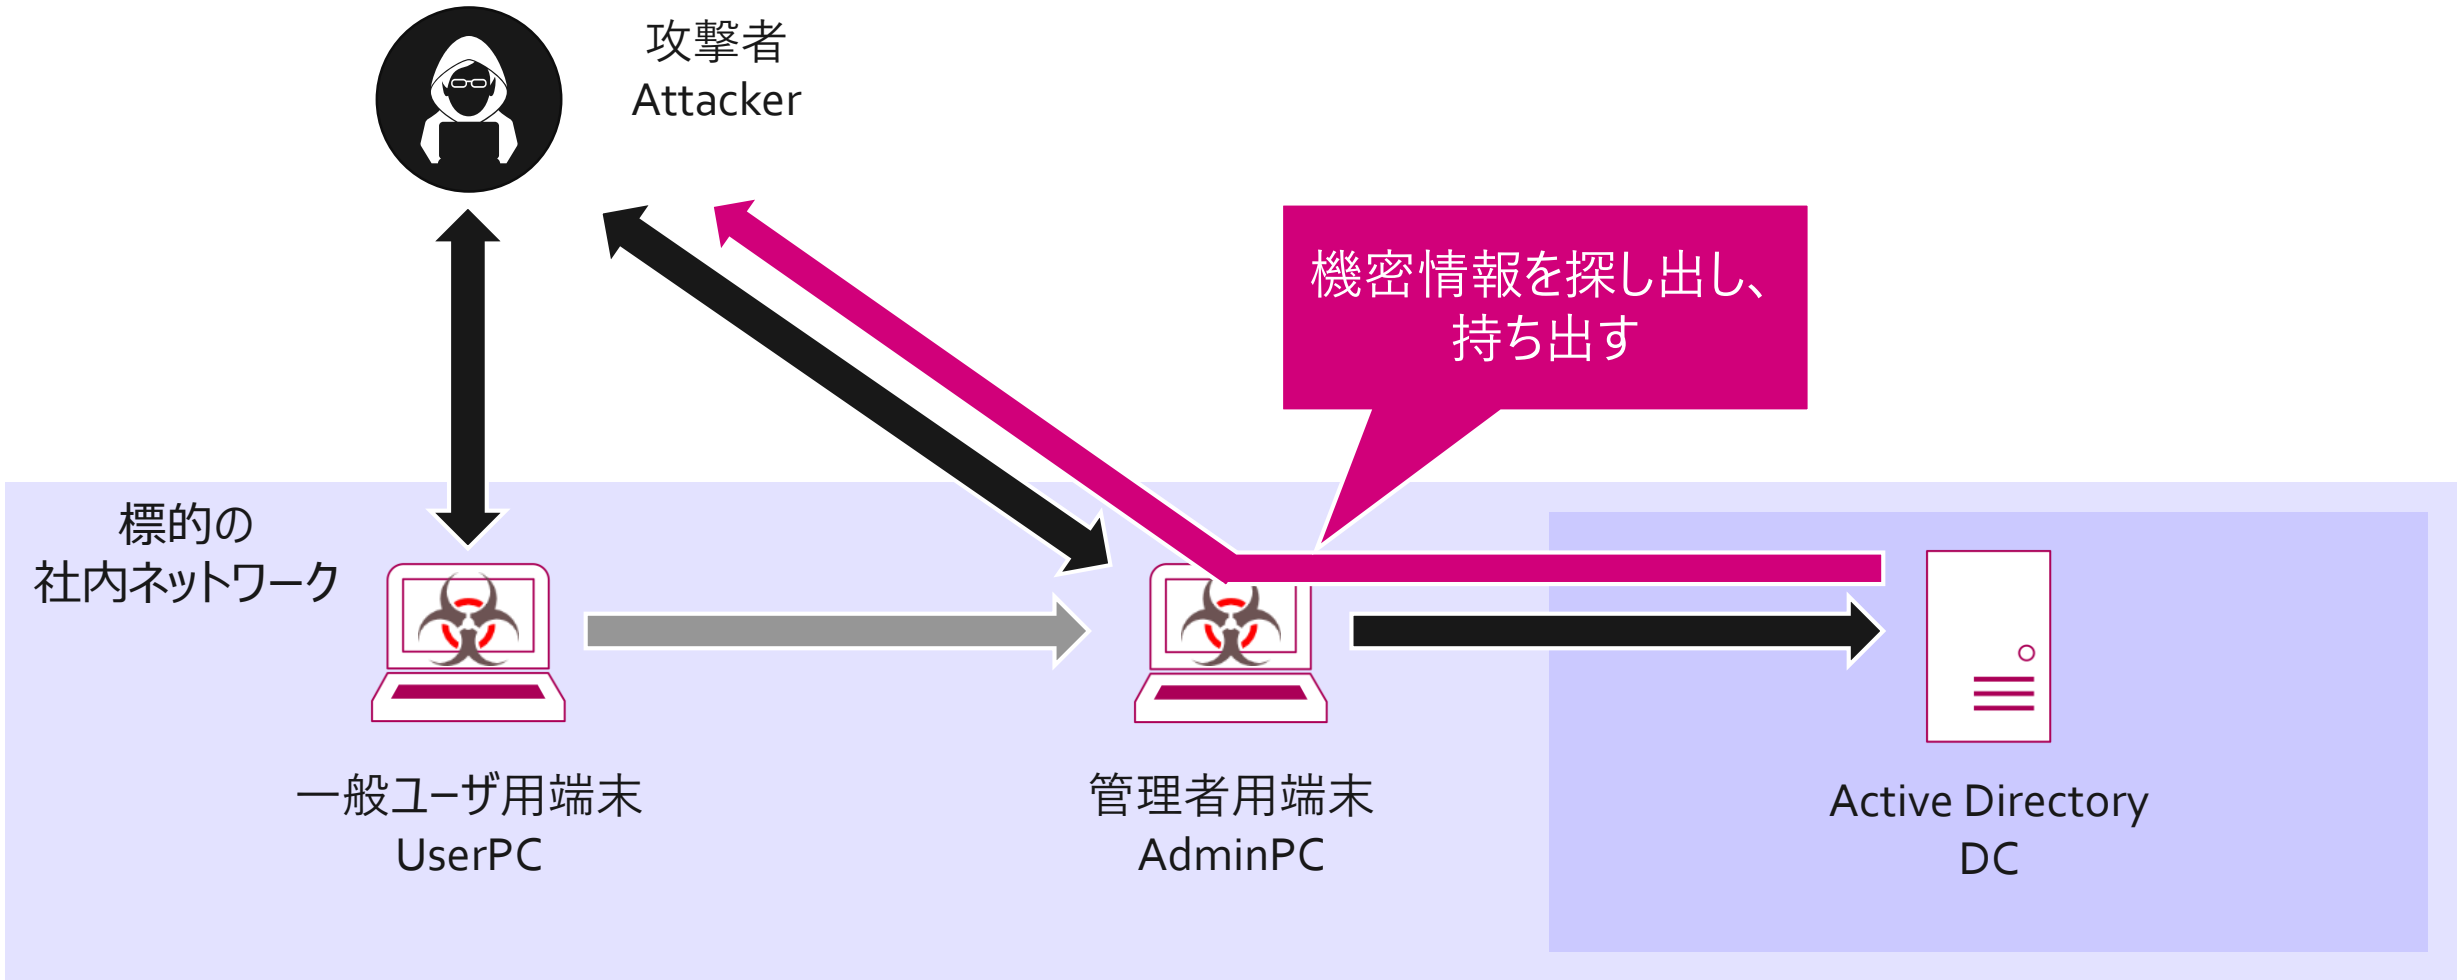 攻撃者
Attacker
機密情報を探し出し、
持ち出す
標的の
社内ネットワーク
一般ユーザ用端末
UserPC
管理者用端末
AdminPC
Active Directory
DC